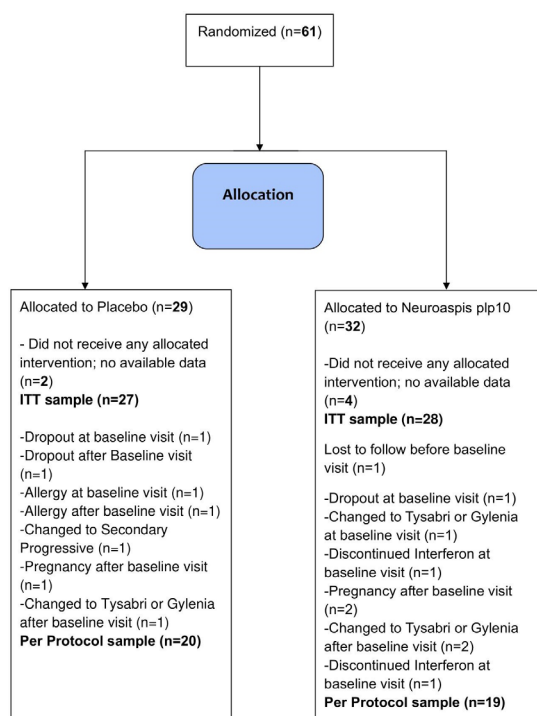 Randomized (n=61)
Allocation
Allocated to Placebo (n=29)
- Did not receive any allocated
intervention; no available data
(n=2)
ITT sample (n=27)
-Dropout at baseline visit (n=1)
-Dropout after Baseline visit
(n=1)
-Allergy at baseline visit (n=1)
-Allergy after baseline visit (n=1)
-Changed to Secondary
Progressive (n=1)
-Pregnancy after baseline visit
(n=1)
-Changed to Tysabri or Gylenia
after baseline visit (n=1)
Per Protocol sample (n=20)
Allocated to Neuroaspis plp10
(n=32)
-Did not receive any allocated
intervention; no available data
(n=4)
ITT sample (n=28)
Lost to follow before baseline
visit (n=1)
-Dropout at baseline visit (n=1)
-Changed to Tysabri or Gylenia
at baseline visit (n=1)
-Discontinued Interferon at
baseline visit (n=1)
-Pregnancy after baseline visit
(n=2)
-Changed to Tysabri or Gylenia
after baseline visit (n=2)
-Discontinued Interferon at
baseline visit (n=1)
Per Protocol sample (n=19)